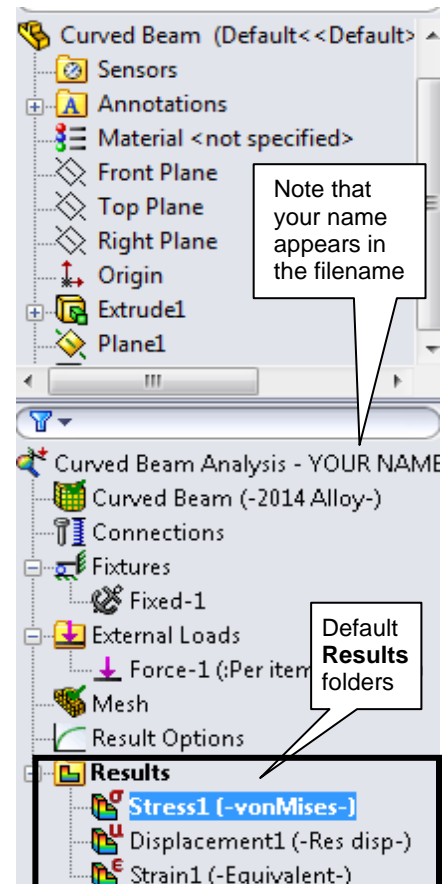 Curved Beam (Default<<Default>
Sensors
Annotations
Material <not specified>
Front Plane
Top Plane
Right Plane
Origin
Extrude1
Plane1
Note that
your name
appears in
the filename
Curved Beam Analysis - YOUR NAME
Curved Beam (-2014 Alloy-)
Connections
Fixtures
Fixed-1
External Loads
Force-1 (:Per item
Mesh
Result Options
Default
Results
folders
Results
Stress1 (-vonMises-)
Displacement1 (-Res disp-)
Strain1 (-Equivalent-)